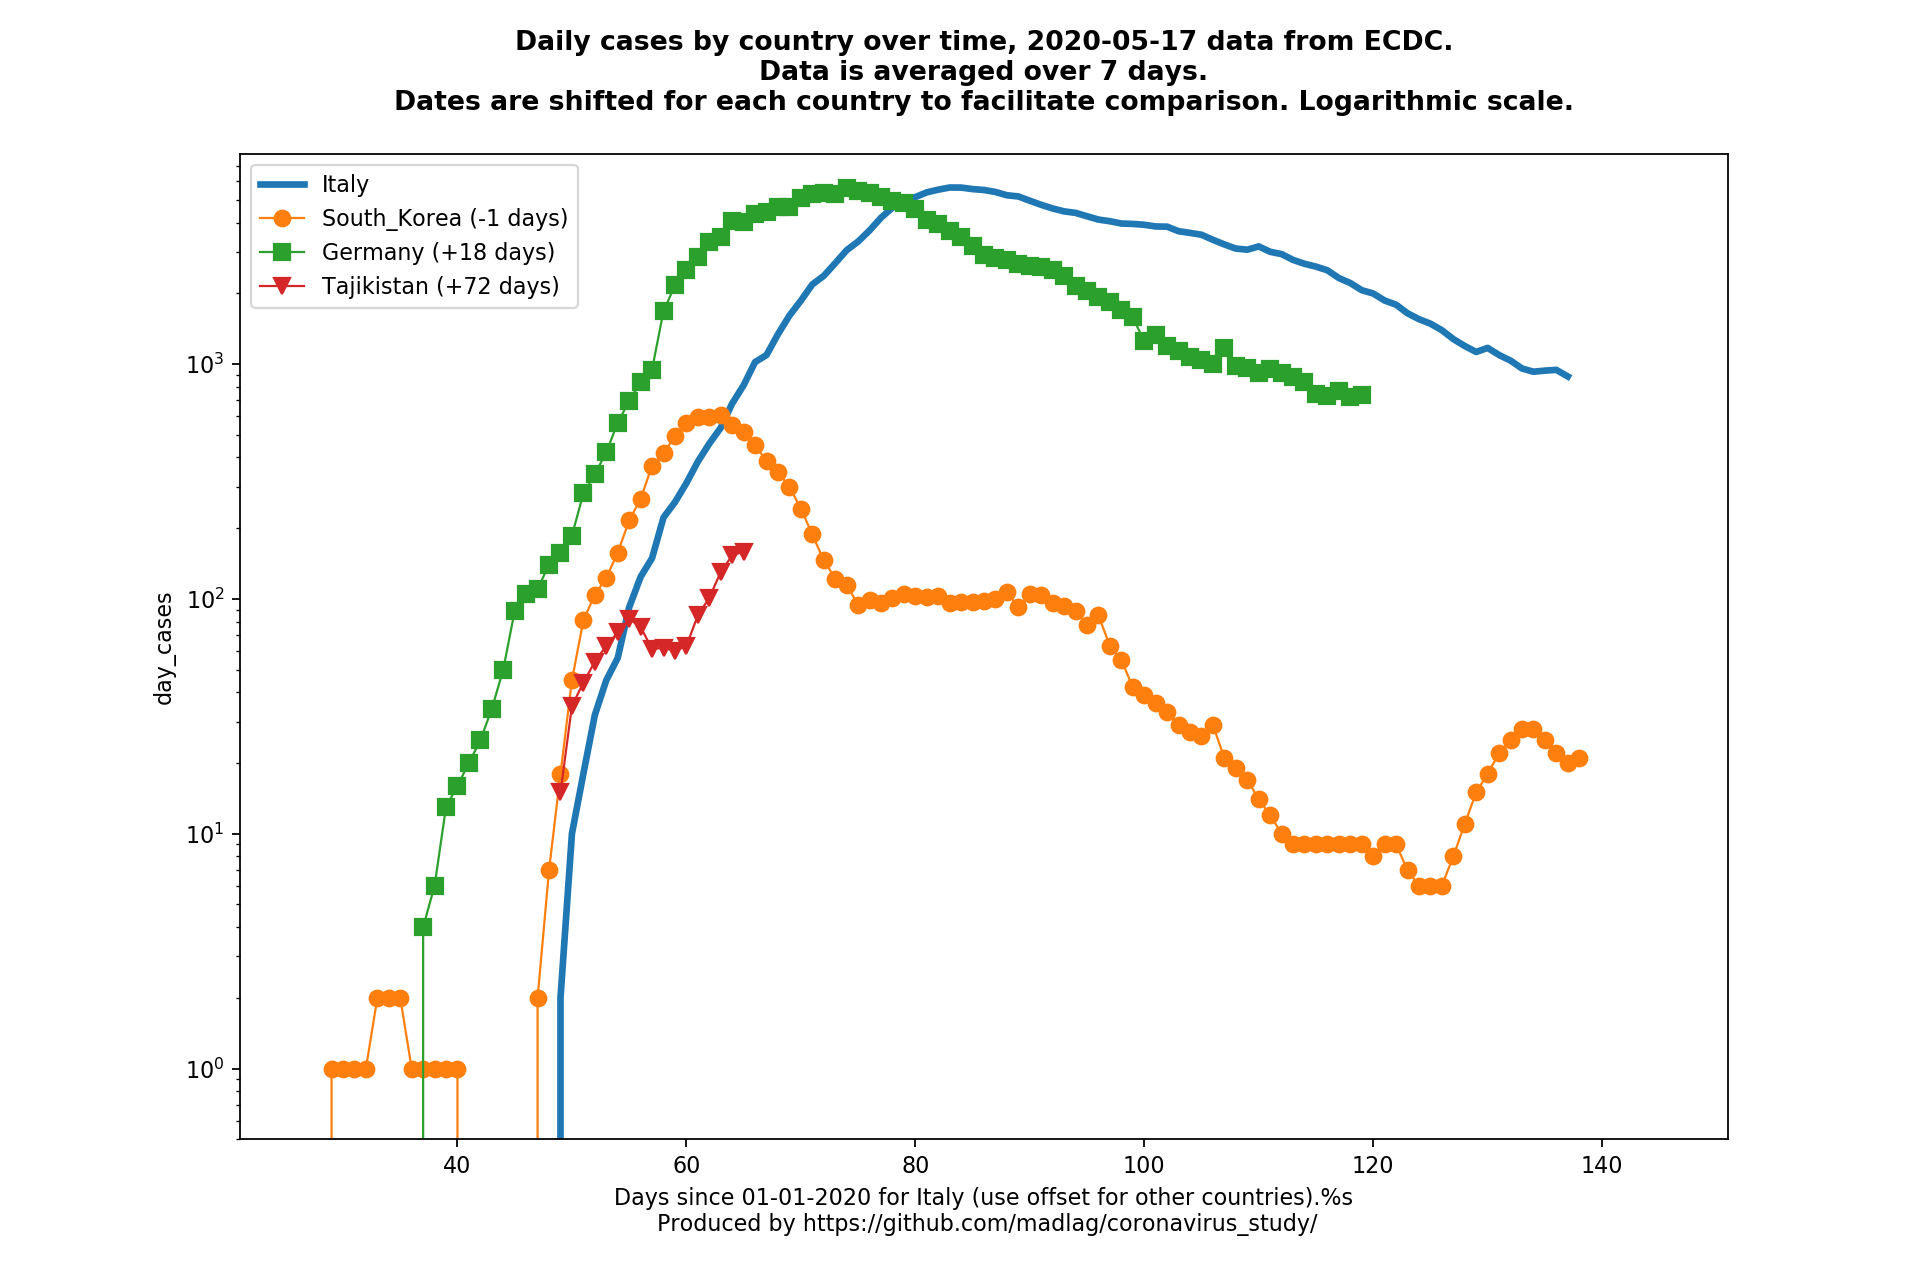 Daily cases by country over time, 2020-05-17 data from ECDC.
Data is averaged over 7 days.
Dates are shifted for each country to facilitate comparison. Logarithmic scale.
Italy
South_Korea (-1 days)
Germany (+18 days)
Tajikistan (+72 days)
10³
10²
10¹
10⁰
day_cases
40 60 80 100 120 140
Days since 01-01-2020 for Italy (use offset for other countries).%s
Produced by https://github.com/madlag/coronavirus_study/